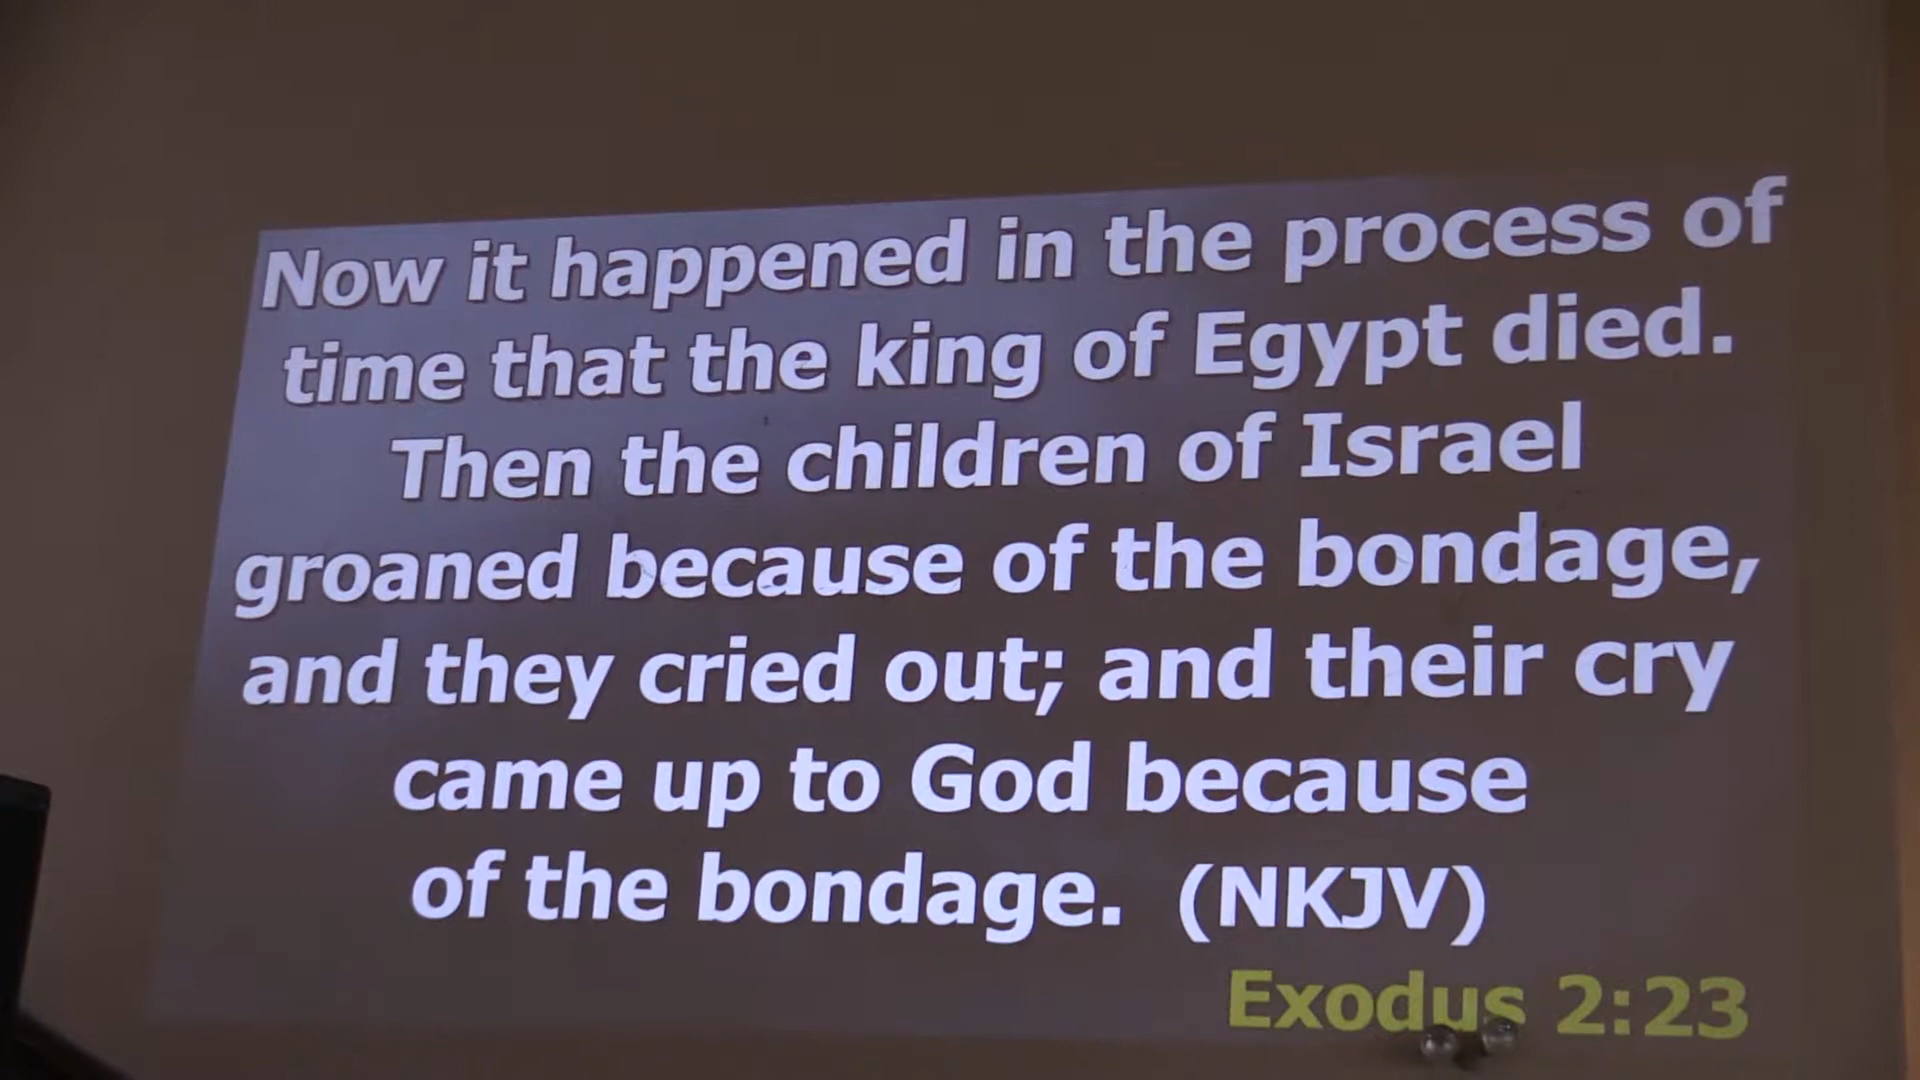 Now it happened in the process of
time that the king of Egypt died.
Then the children of Israel
groaned because of the bondage,
and they cried out; and their cry
came up to God because
of the bondage. (NKJV)
Exodus 2:23